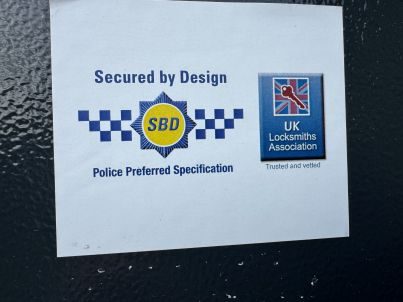 Secured by Design
SBD
Police Preferred Specification
UK
Locksmiths
Association
Trusted and vetted